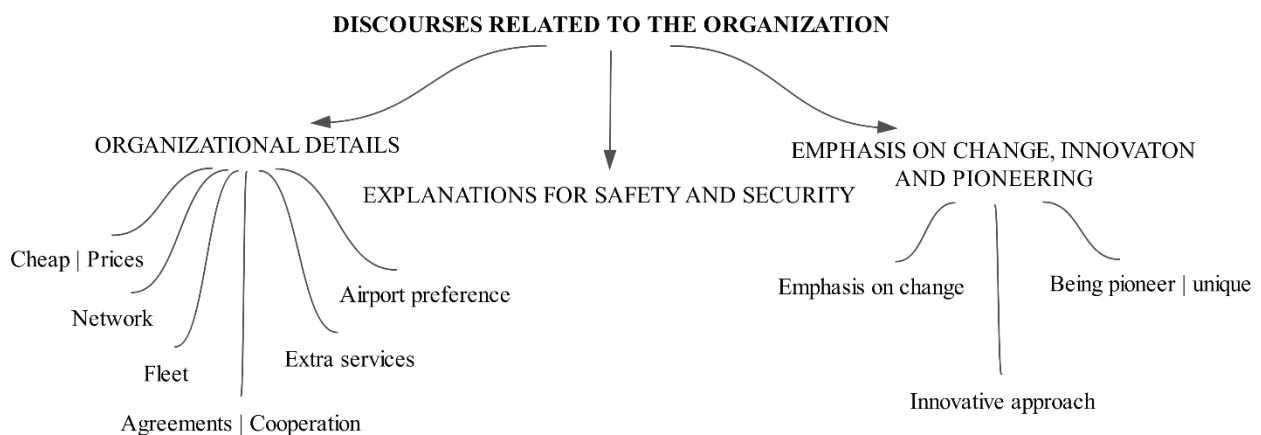 DISCOURSES RELATED TO THE ORGANIZATION
ORGANIZATIONAL DETAILS
Cheap | Prices
Network
Fleet
Agreements | Cooperation
Extra services
Airport preference
EXPLANATIONS FOR SAFETY AND SECURITY
EMPHASIS ON CHANGE, INNOVATON
AND PIONEERING
Emphasis on change
Innovative approach
Being pioneer | unique